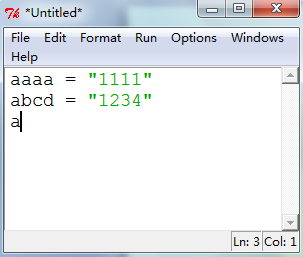 *Untitled*
File Edit Format Run Options Windows
Help
aaaa = "1111"
abcd = "1234"
a
Ln: 3 Col: 1